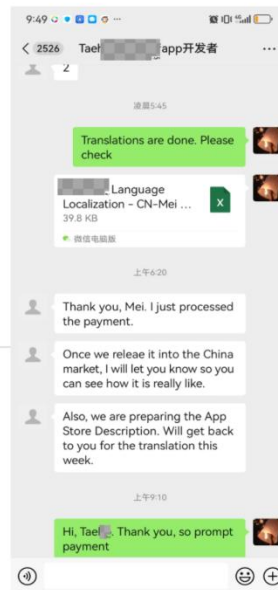 9:49
2526 Taeh app开发者
2
凌晨5:45
Translations are done. Please
check
Language
Localization - CN-Mei ...
39.8 KB
X
微信电脑版
上午6:20
Thank you, Mei. I just processed
the payment.
Once we releae it into the China
market, I will let you know so you
can see how it is really like.
Also, we are preparing the App
Store Description. Will get back
to you for the translation this
week.
上午9:10
Hi, Tae. Thank you, so prompt
payment